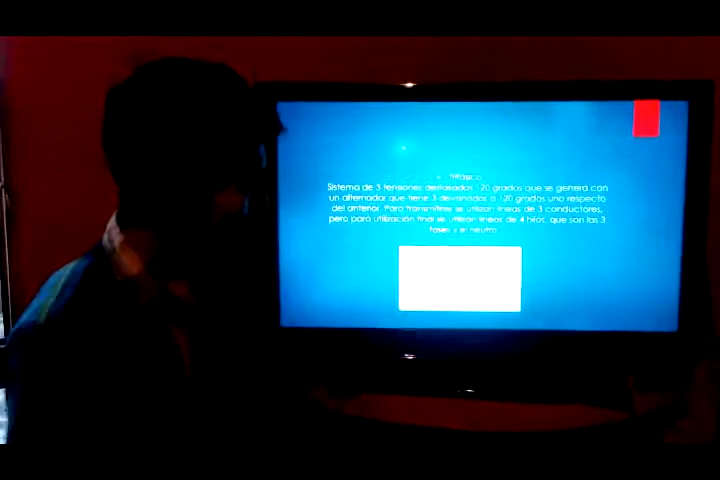 TRIFÁSICO
Sistema de 3 tensiones desfasadas 120 grados que se genera con
un alternador que tiene 3 devanados a 120 grados uno respecto
del anterior. Para transmitirse se utilizan líneas de 3 conductores,
pero para utilización final se utilizan líneas de 4 hilos, que son las 3
fases y el neutro